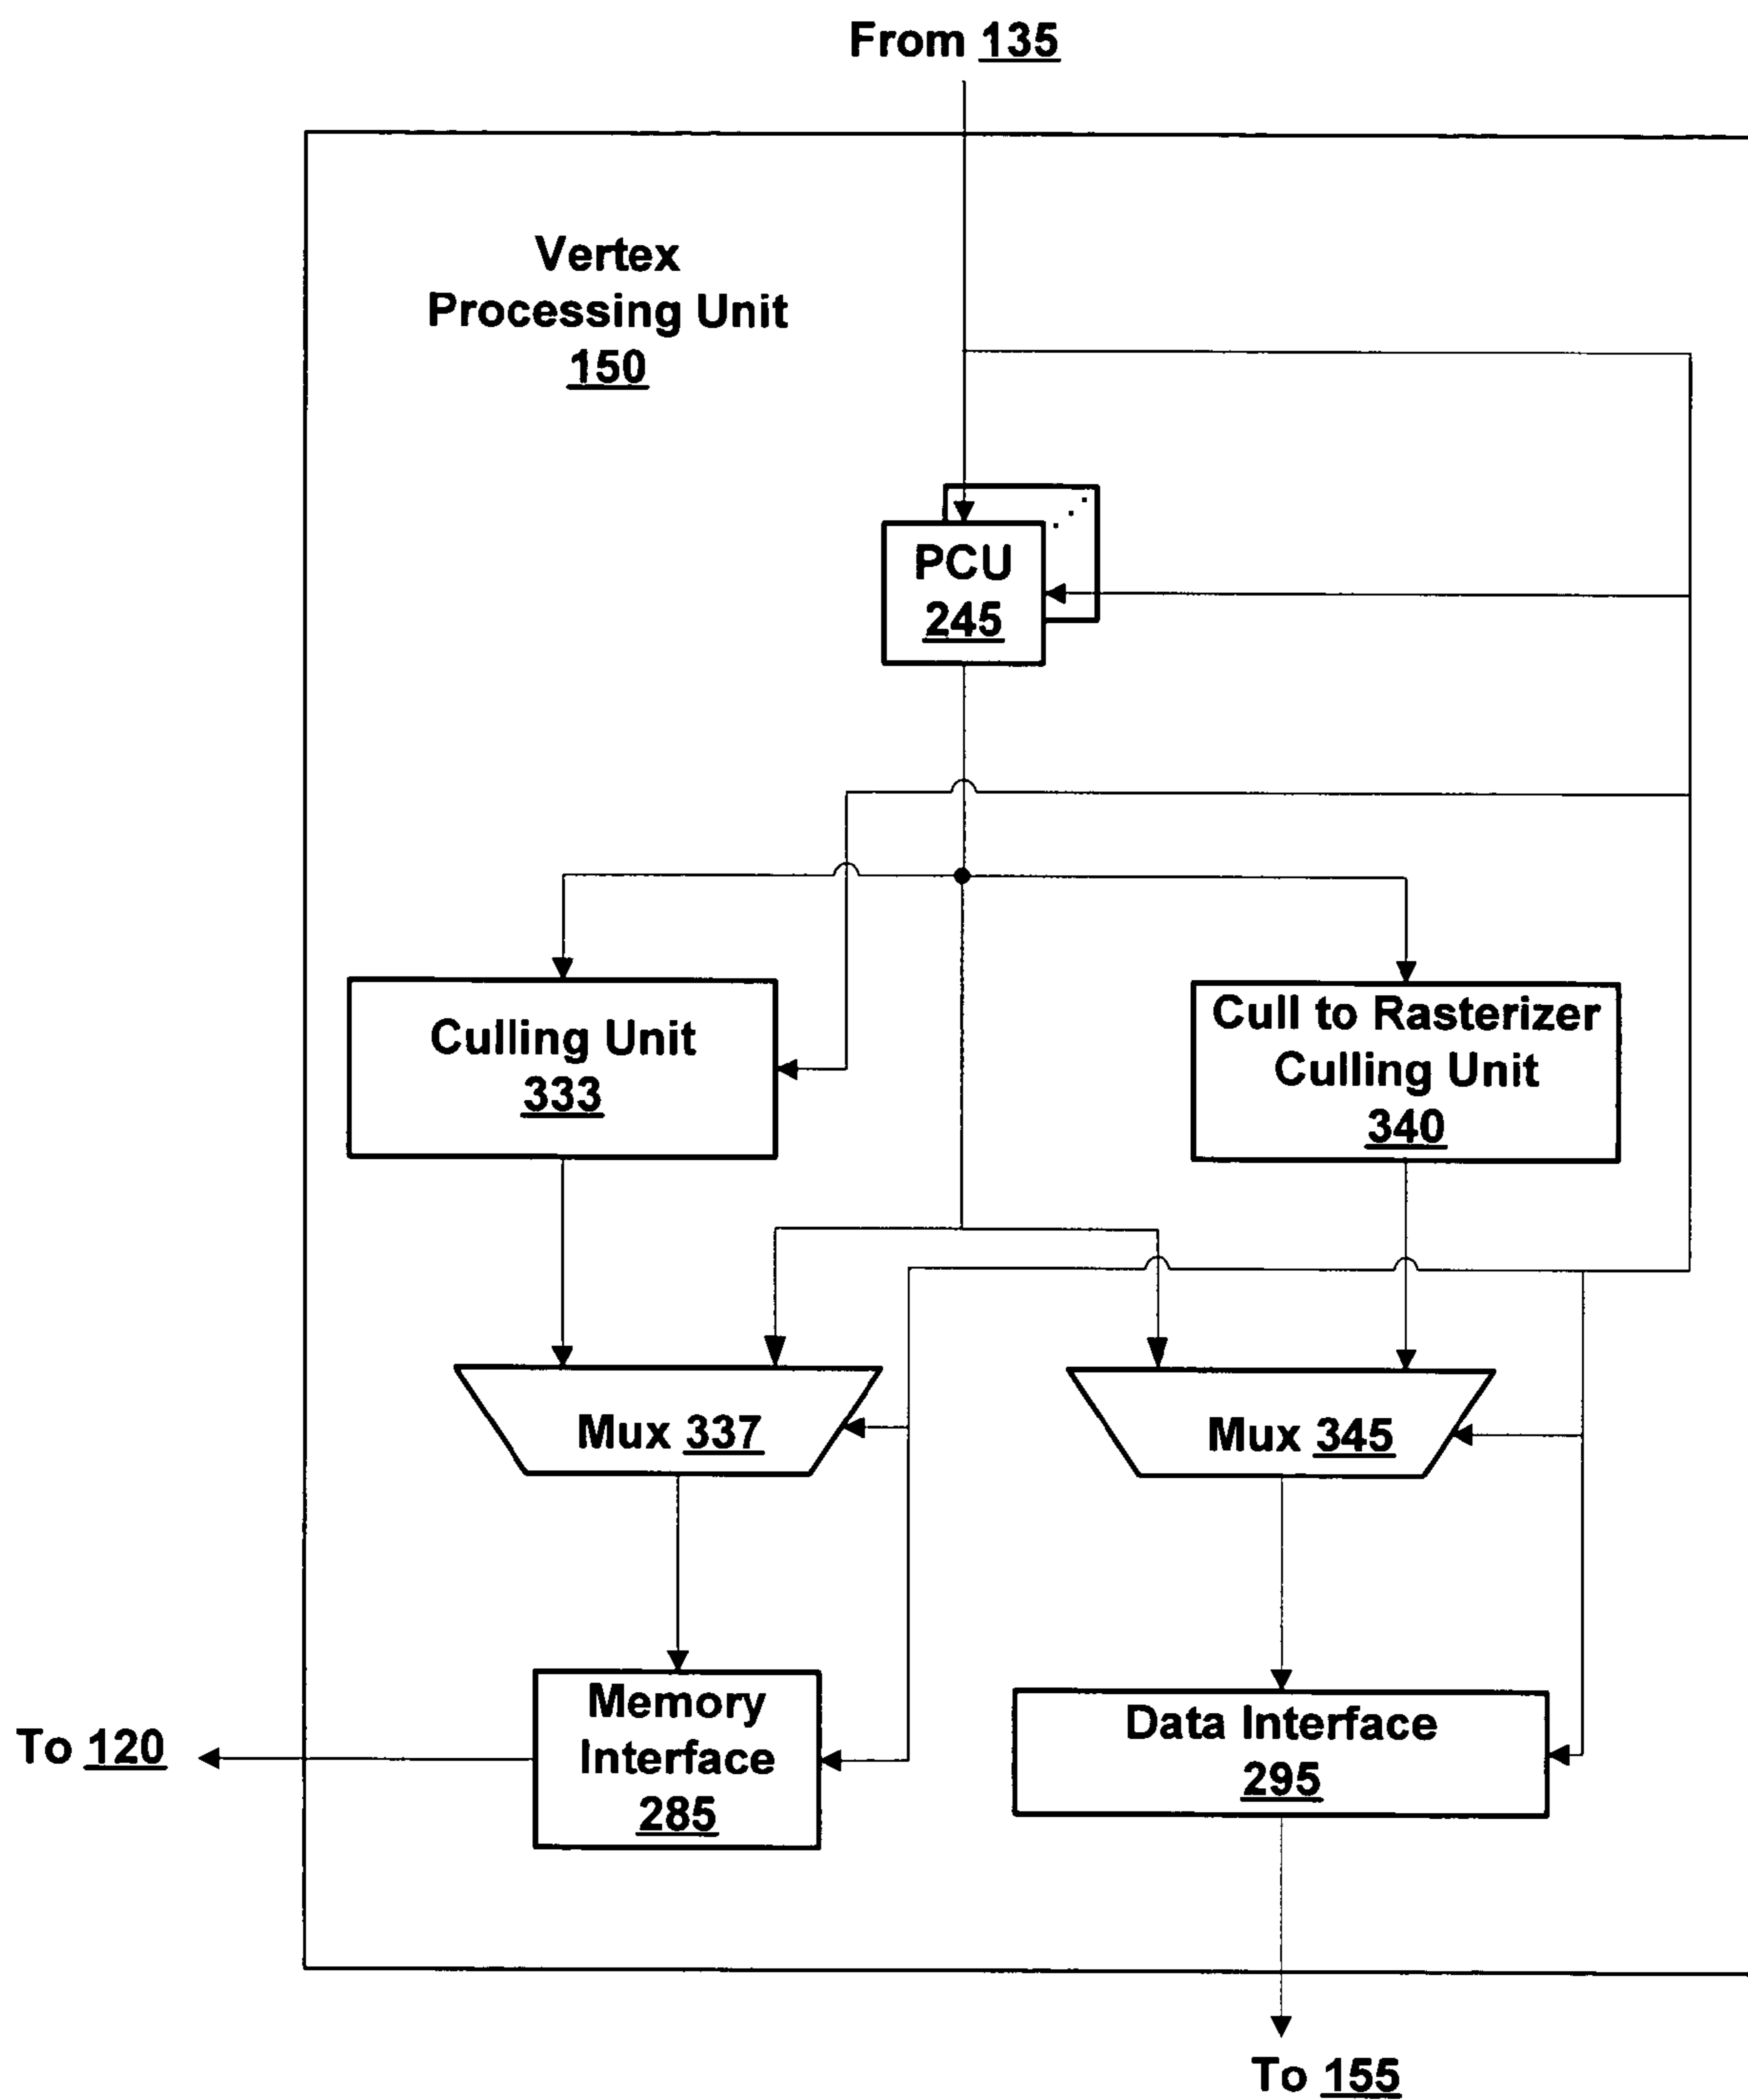 From 135
Vertex
Processing Unit
150
PCU
245
Culling Unit
333
Cull to Rasterizer
Culling Unit
340
Mux 337
Mux 345
Memory
Interface
285
Data Interface
295
To 120
To 155